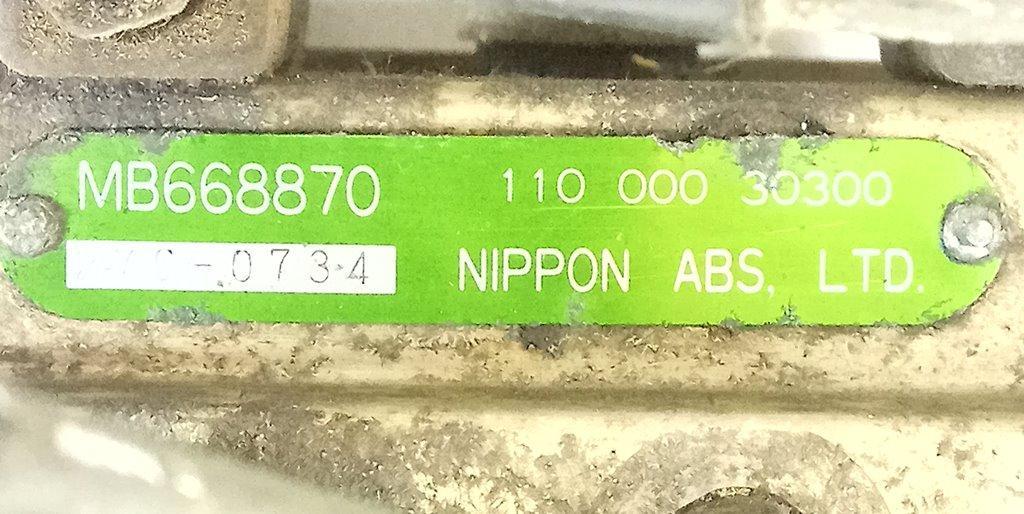 MB668870 110 000 30300
-0734 NIPPON ABS, LTD.